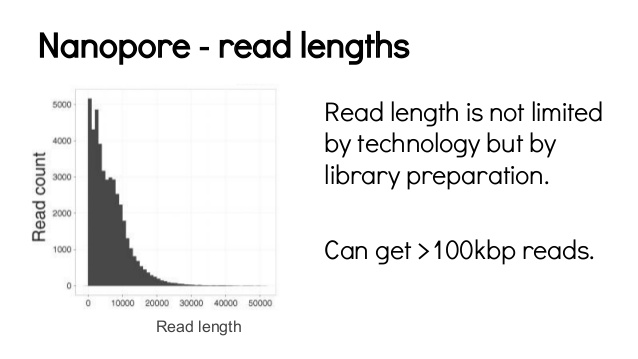 Nanopore - read lengths
Read length is not limited
by technology but by
library preparation.
Can get >100kbp reads.
Read count
5000
4000
3000
2000
1000
0
0 10000 20000 30000 40000 50000
Read length